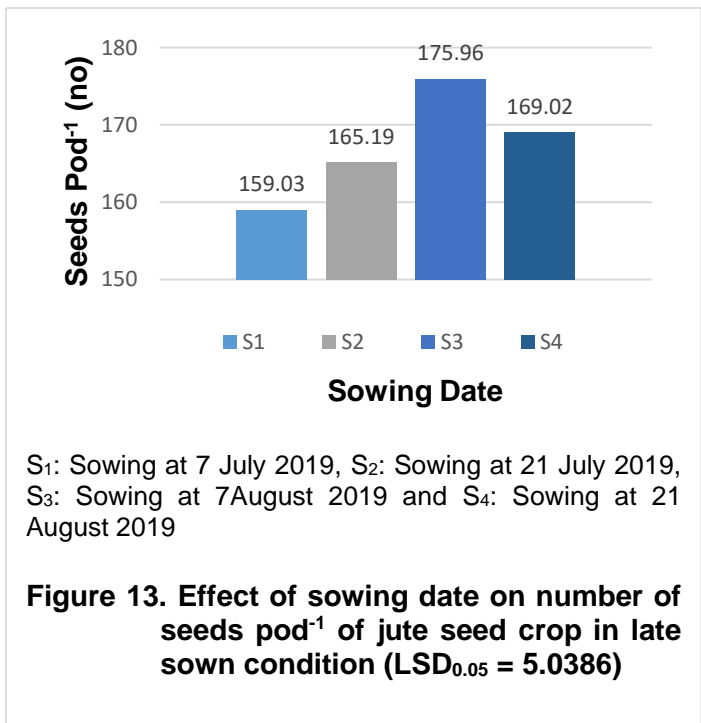 Seeds Pod-1 (no)
180
170
160
150
159.03
165.19
175.96
169.02
S1 S2 S3 S4
Sowing Date
S1: Sowing at 7 July 2019, S2: Sowing at 21 July 2019,
S3: Sowing at 7August 2019 and S4: Sowing at 21
August 2019
Figure 13. Effect of sowing date on number of
seeds pod-1 of jute seed crop in late
sown condition (LSD0.05 = 5.0386)